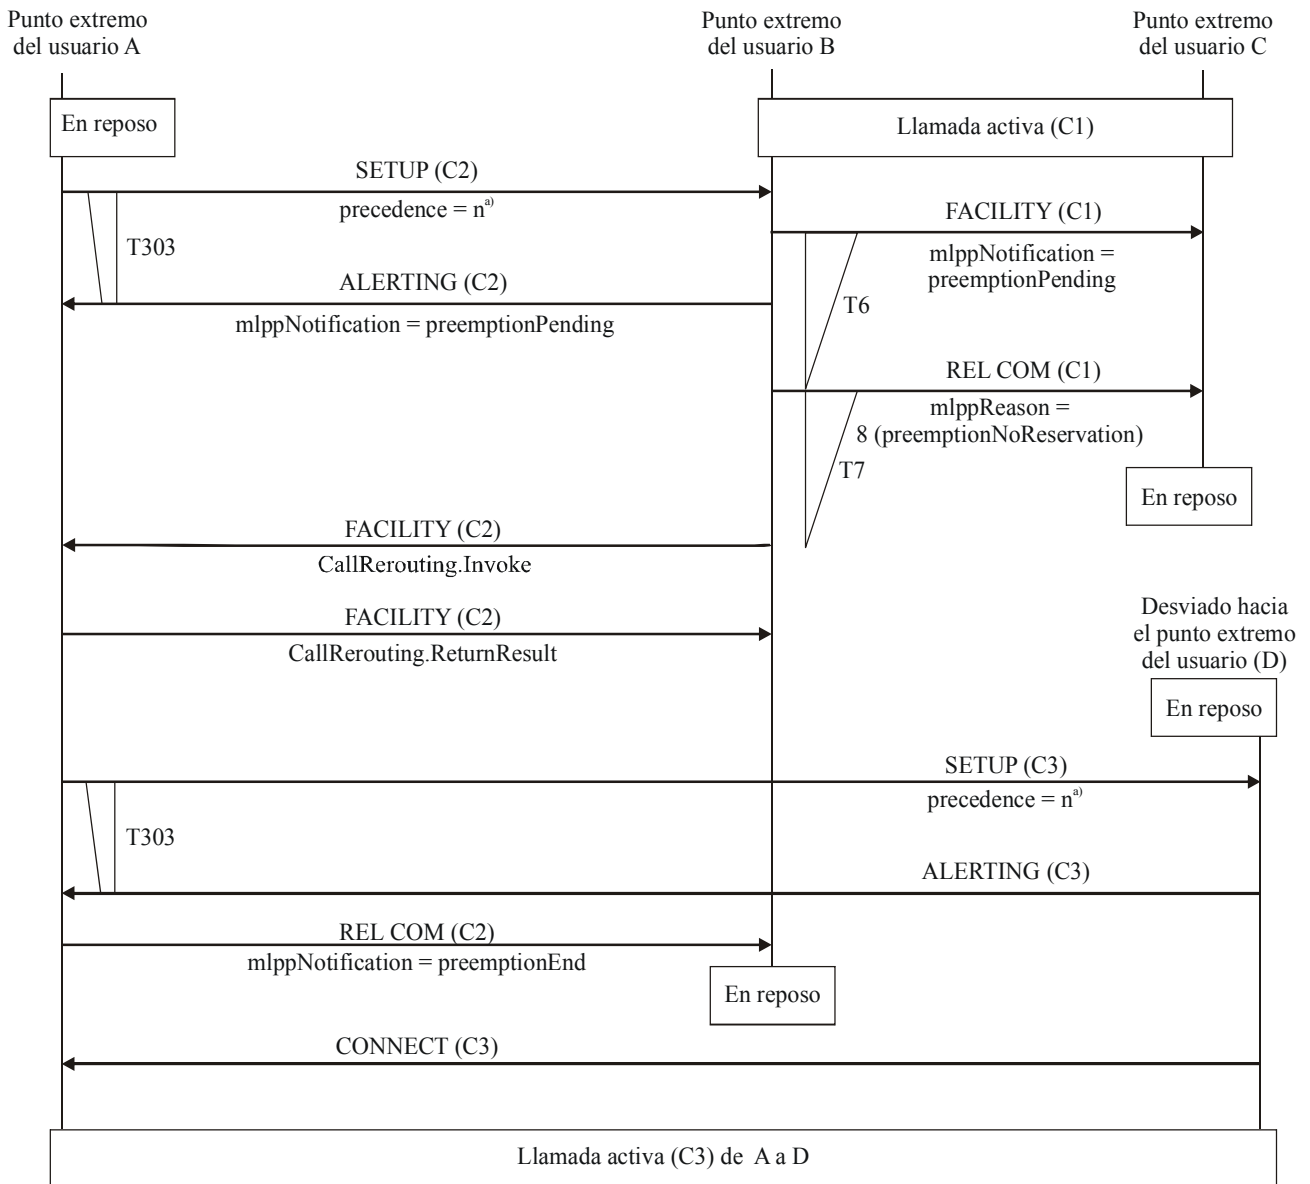 Punto extremo
del usuario A
Punto extremo
del usuario B
Punto extremo
del usuario C
En reposo
Llamada activa (C1)
SETUP (C2)
precedence = n^a)
T303
FACILITY (C1)
mlppNotification =
preemptionPending
ALERTING (C2)
mlppNotification = preemptionPending
T6
REL COM (C1)
mlppReason =
8 (preemptionNoReservation)
T7
En reposo
FACILITY (C2)
CallRerouting.Invoke
FACILITY (C2)
CallRerouting.ReturnResult
Desviado hacia
el punto extremo
del usuario (D)
En reposo
SETUP (C3)
precedence = n^a)
T303
ALERTING (C3)
REL COM (C2)
mlppNotification = preemptionEnd
En reposo
CONNECT (C3)
Llamada activa (C3) de A a D